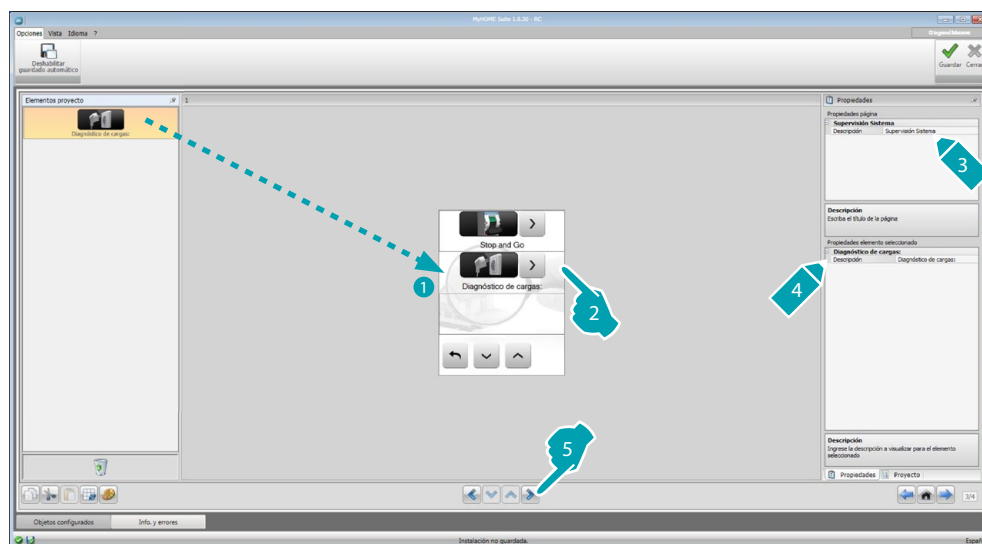 MyHOME Suite 1.0.30 - RC
Opciones Vista Idioma ?
Deshabilitar
guardado automático
Guardar Cerrar
Elementos proyecto
1
Propiedades
Diagnóstico de cargas:
Propiedades página
Supervisión Sistema
Descripción Supervisión Sistema
3
Descripción
Escriba el título de la página
Stop and Go
Propiedades elemento seleccionado
Diagnóstico de cargas:
Descripción Diagnóstico de cargas:
1
Diagnóstico de cargas:
2
4
5
Descripción
Ingrese la descripción a visualizar para el elemento
seleccionado
Propiedades Proyecto
3/4
Objetos configurados Info. y errores
Instalación no guardada.
Españ